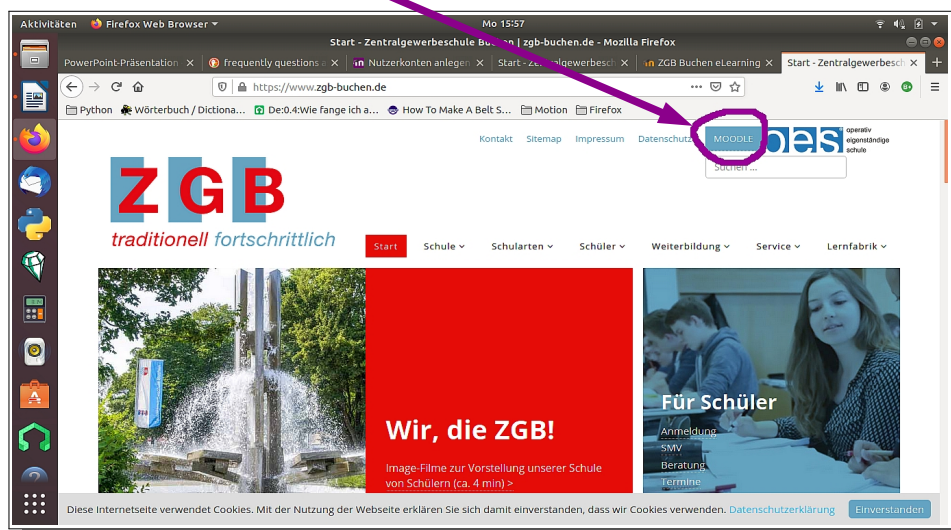 Aktivitäten Firefox Web Browser Mo 15:57
Start - Zentralgewerbeschule Buchen | zgb-buchen.de - Mozilla Firefox
PowerPoint-Präsentation frequently questions a Nutzerkonten anlegen Start - Zentralgewerbesch ZGB Buchen eLearning Start - Zentralgewerbesch
https://www.zgb-buchen.de
Python Wörterbuch / Dictiona... De:0.4:Wie fange ich a... How To Make A Belt S... Motion Firefox
Kontakt Sitemap Impressum Datenschutz MOODLE oes operativ
eigenständige
schule
Suchen ...
ZGB
traditionell fortschrittlich
Start Schule Schularten Schüler Weiterbildung Service Lernfabrik
Wir, die ZGB!
Image-Filme zur Vorstellung unserer Schule
von Schülern (ca. 4 min) >
Für Schüler
Anmeldung
SMV
Beratung
Termine
Diese Internetseite verwendet Cookies. Mit der Nutzung der Webseite erklären Sie sich damit einverstanden, dass wir Cookies verwenden. Datenschutzerklärung Einverstanden